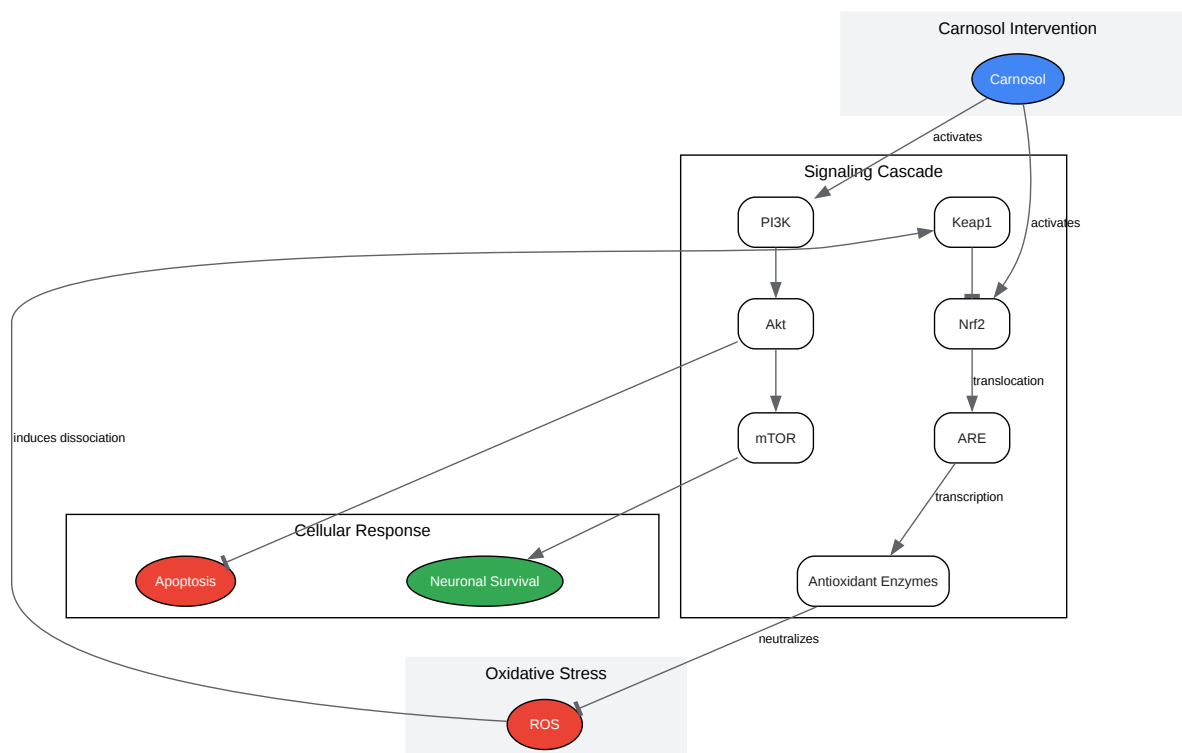 Carnosol Intervention
Carnosol
activates
Signaling Cascade
PI3K
Keap1
activates
Akt
Nrf2
translocation
induces dissociation
mTOR
ARE
transcription
Cellular Response
Apoptosis
Neuronal Survival
Antioxidant Enzymes
neutralizes
Oxidative Stress
ROS